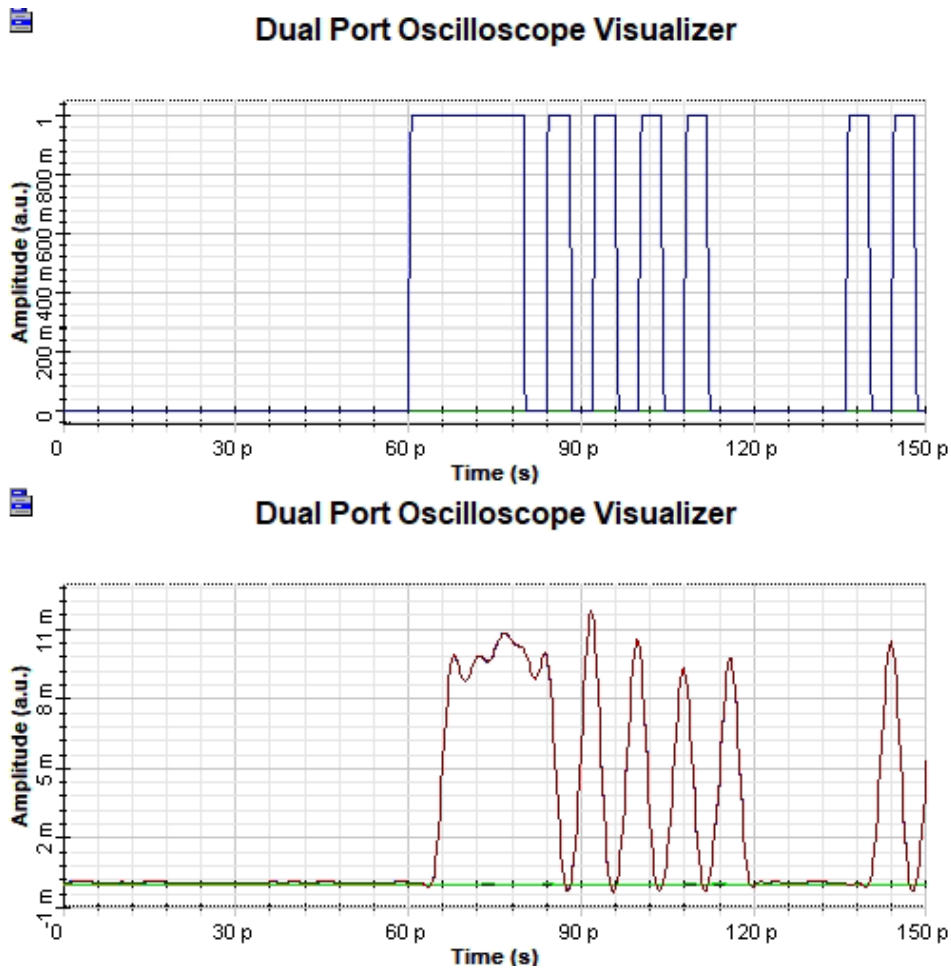 Dual Port Oscilloscope Visualizer
Amplitude (a.u.)
1
800 m
600 m
400 m
200 m
0
0 30 p 60 p 90 p 120 p 150 p
Time (s)
Dual Port Oscilloscope Visualizer
Amplitude (a.u.)
11 m
8 m
5 m
2 m
-1 m
0 30 p 60 p 90 p 120 p 150 p
Time (s)